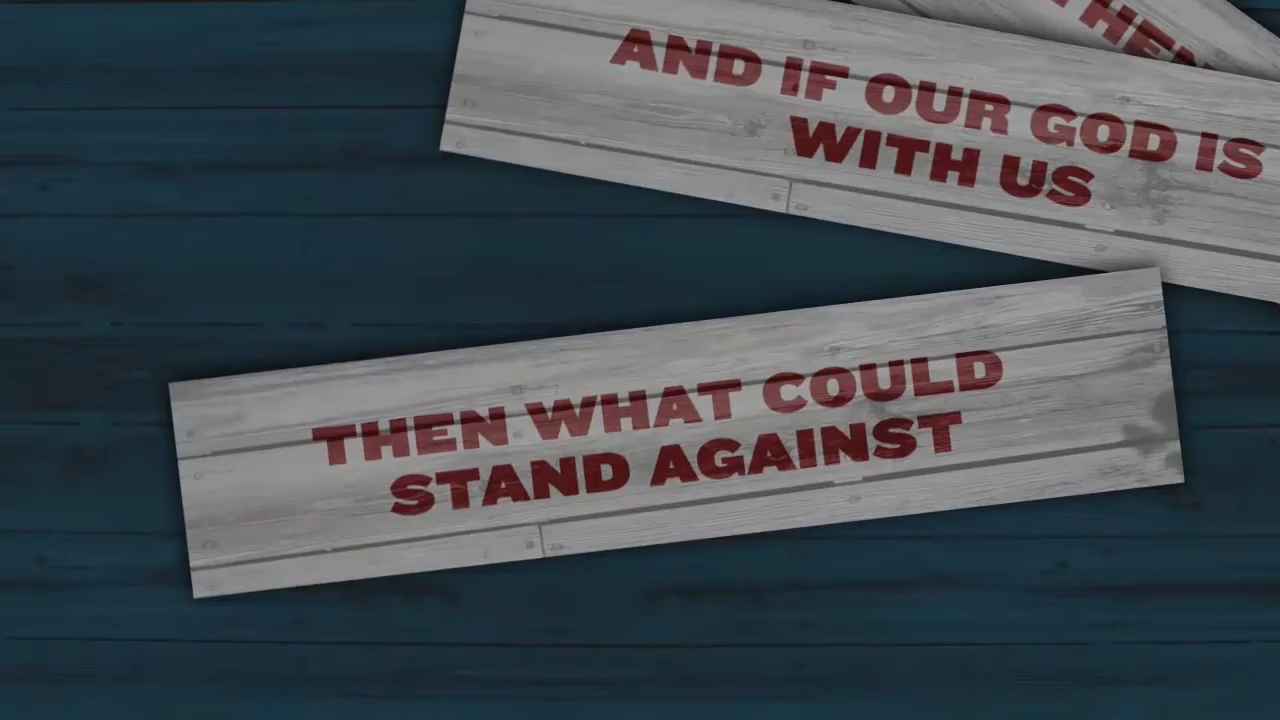 AND IF OUR GOD IS
WITH US
THEN WHAT COULD
STAND AGAINST